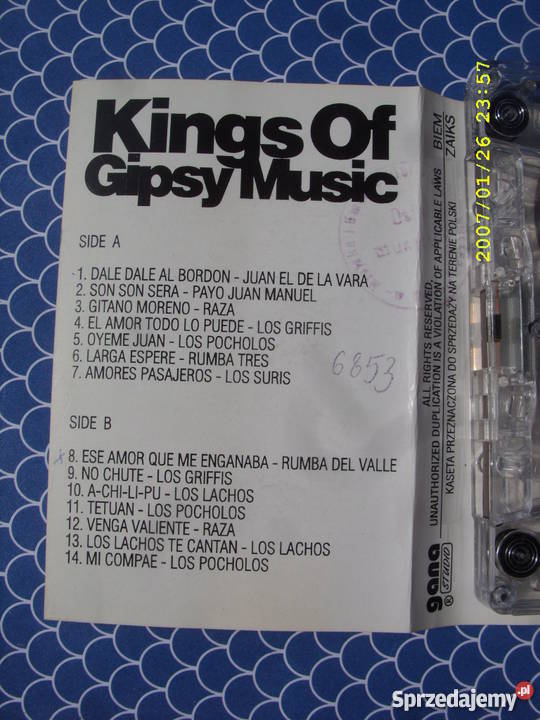 Kings Of
Gipsy Music
SIDE A
1. DALE DALE AL BORDON - JUAN EL DE LA VARA
2. SON SON SERA - PAYO JUAN MANUEL
3. GITANO MORENO - RAZA
4. EL AMOR TODO LO PUEDE - LOS GRIFFIS
5. OYEME JUAN - LOS POCHOLOS
6. LARGA ESPERE - RUMBA TRES
7. AMORES PASAJEROS - LOS SURIS
6853
SIDE B
x 8. ESE AMOR QUE ME ENGANABA - RUMBA DEL VALLE
9. NO CHUTE - LOS GRIFFIS
10. A-CHI-LI-PU - LOS LACHOS
11. TETUAN - LOS POCHOLOS
12. VENGA VALIENTE - RAZA
13. LOS LACHOS TE CANTAN - LOS LACHOS
14. MI COMPAE - LOS POCHOLOS
ALL RIGHTS RESERVED,
UNAUTHORIZED DUPLICATION IS A VIOLATION OF APPLICABLE LAWS
KASETA PRZEZNACZONA DO SPRZEDAŻY NA TERENIE POLSKI
BIEM
ZAIKS
gang
® STUDIO
2007/01/26 23:57
Sprzedajemy.pl